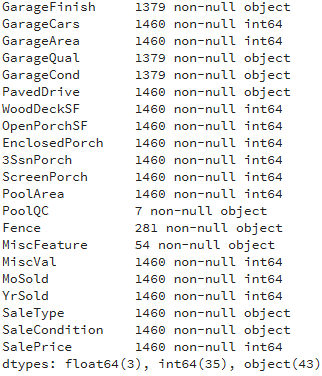 GarageFinish 1379 non-null object
GarageCars 1460 non-null int64
GarageArea 1460 non-null int64
GarageQual 1379 non-null object
GarageCond 1379 non-null object
PavedDrive 1460 non-null object
WoodDeckSF 1460 non-null int64
OpenPorchSF 1460 non-null int64
EnclosedPorch 1460 non-null int64
3SsnPorch 1460 non-null int64
ScreenPorch 1460 non-null int64
PoolArea 1460 non-null int64
PoolQC 7 non-null object
Fence 281 non-null object
MiscFeature 54 non-null object
MiscVal 1460 non-null int64
MoSold 1460 non-null int64
YrSold 1460 non-null int64
SaleType 1460 non-null object
SaleCondition 1460 non-null object
SalePrice 1460 non-null int64
dtypes: float64(3), int64(35), object(43)